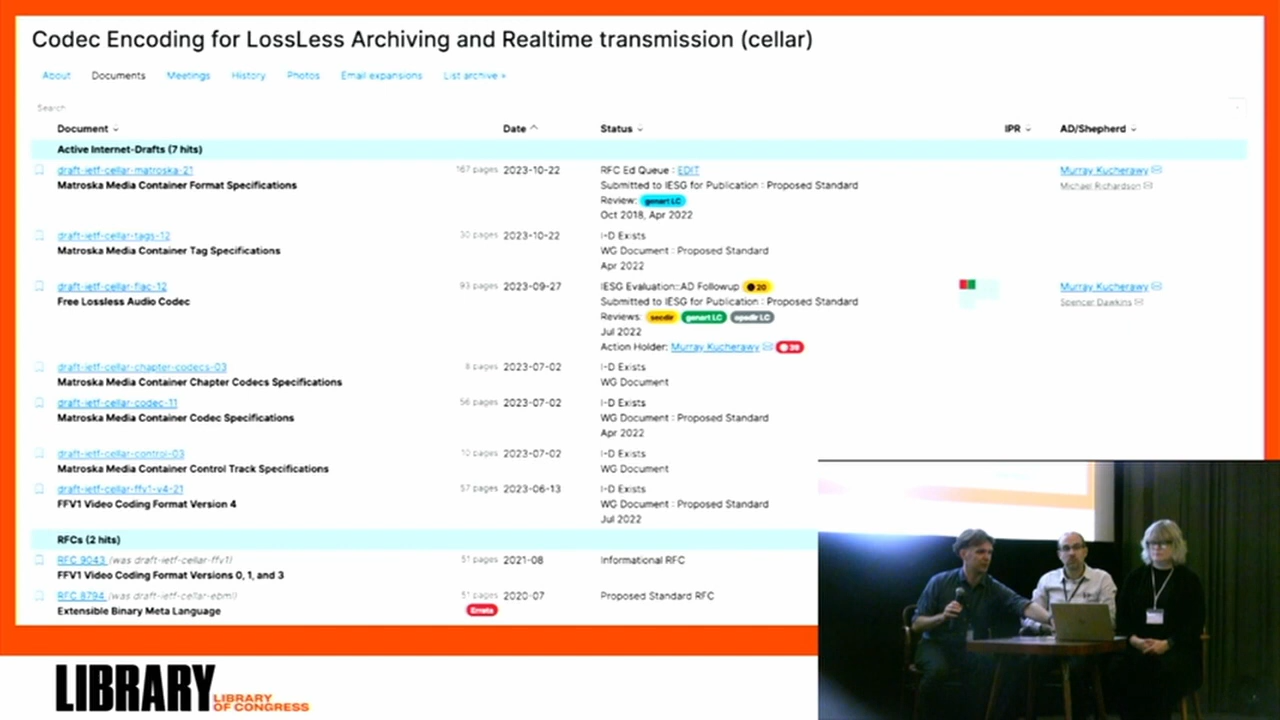 Codec Encoding for LossLess Archiving and Realtime transmission (cellar)
About Documents Meetings History Photos Email expansions List archive »
Search
Document Date Status IPR AD/Shepherd
Active Internet-Drafts (7 hits)
draft-ietf-cellar-matroska-21 167 pages 2023-10-22 RFC Ed Queue : EDIT Murray Kucherawy
Matroska Media Container Format Specifications Submitted to IESG for Publication : Proposed Standard Michael Richardson
Review: genart LC
Oct 2018, Apr 2022
draft-ietf-cellar-tags-12 30 pages 2023-10-22 I-D Exists
Matroska Media Container Tag Specifications WG Document : Proposed Standard
Apr 2022
draft-ietf-cellar-flac-12 93 pages 2023-09-27 IESG Evaluation::AD Followup 20 Murray Kucherawy
Free Lossless Audio Codec Submitted to IESG for Publication : Proposed Standard Spencer Dawkins
Reviews: secdir genart LC opsdir LC
Jul 2022
Action Holder: Murray Kucherawy
draft-ietf-cellar-chapter-codecs-03 8 pages 2023-07-02 I-D Exists
Matroska Media Container Chapter Codecs Specifications WG Document
draft-ietf-cellar-codec-11 56 pages 2023-07-02 I-D Exists
Matroska Media Container Codec Specifications WG Document : Proposed Standard
Apr 2022
draft-ietf-cellar-control-03 10 pages 2023-07-02 I-D Exists
Matroska Media Container Control Track Specifications WG Document
draft-ietf-cellar-ffv1-v4-21 57 pages 2023-06-13 I-D Exists
FFV1 Video Coding Format Version 4 WG Document : Proposed Standard
Jul 2022
RFCs (2 hits)
RFC 9043 (was draft-ietf-cellar-ffv1) 51 pages 2021-08 Informational RFC
FFV1 Video Coding Format Versions 0, 1, and 3
RFC 8794 (was draft-ietf-cellar-ebml) 51 pages 2020-07 Proposed Standard RFC
Extensible Binary Meta Language Errata
LIBRARY LIBRARY
OF CONGRESS